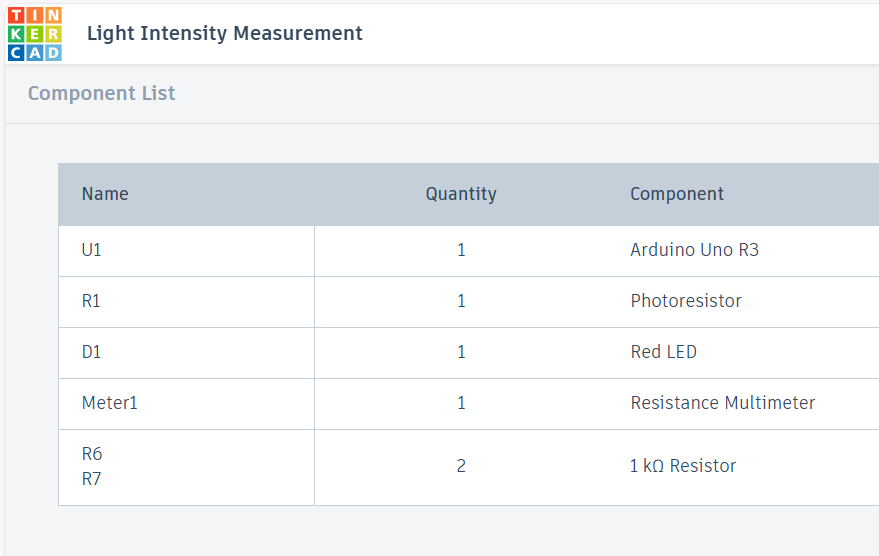 TIN
KER
CAD
Light Intensity Measurement
Component List
Name Quantity Component
U1 1 Arduino Uno R3
R1 1 Photoresistor
D1 1 Red LED
Meter1 1 Resistance Multimeter
R6
R7 2 1 kΩ Resistor